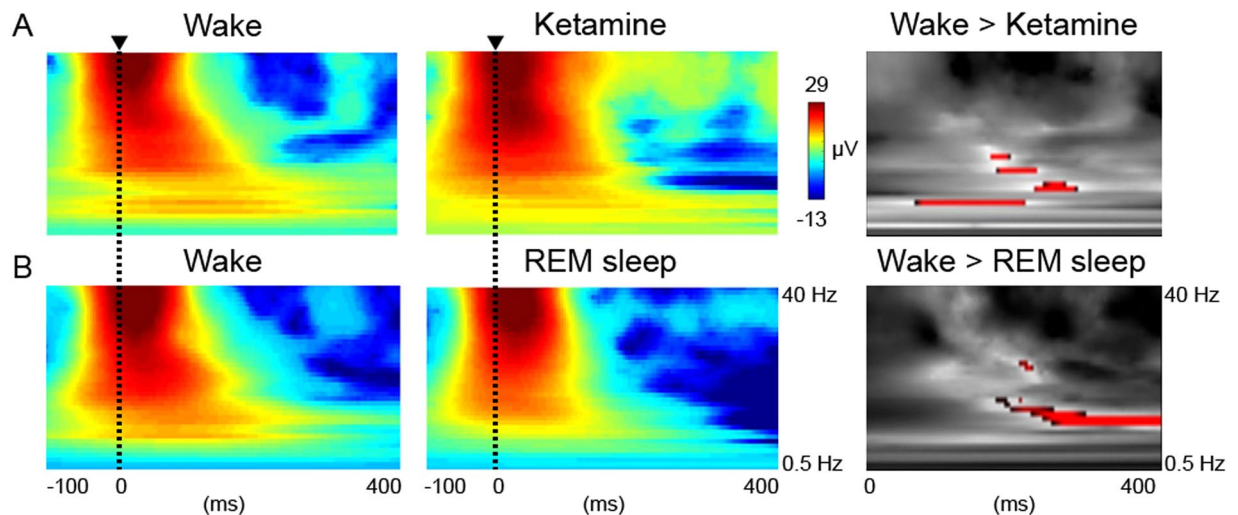 A
Wake
Ketamine
Wake > Ketamine
29
µV
-13
B
Wake
REM sleep
Wake > REM sleep
40 Hz
40 Hz
0.5 Hz
0.5 Hz
-100 0 400
-100 0 400
0 400
(ms)
(ms)
(ms)